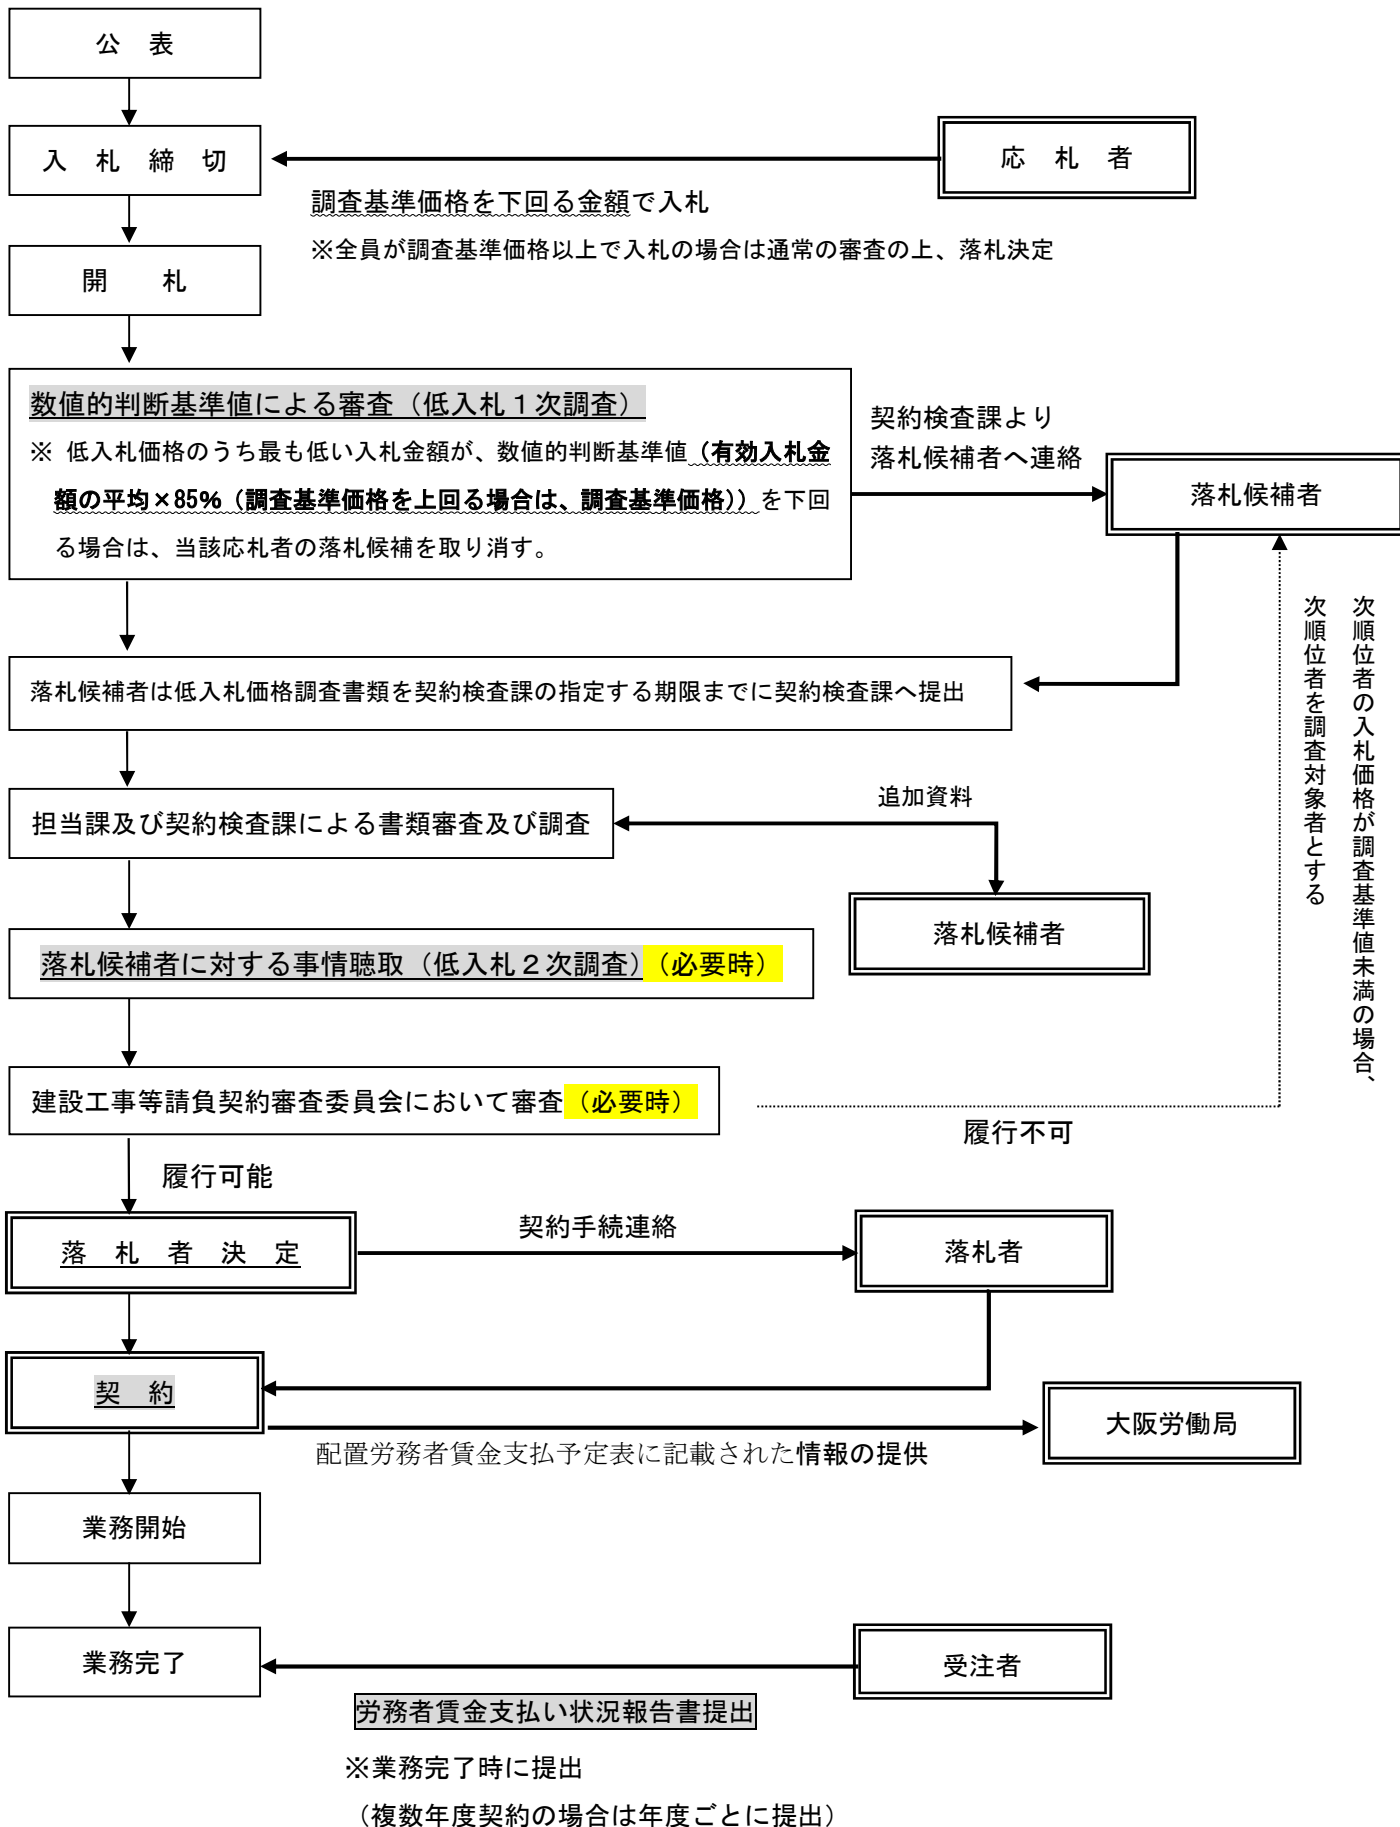 公　表
入　札　締　切
応　札　者
調査基準価格を下回る金額で入札
※全員が調査基準価格以上で入札の場合は通常の審査の上、落札決定
開　　札
数値的判断基準値による審査（低入札１次調査）
※ 低入札価格のうち最も低い入札金額が、数値的判断基準値（有効入札金
額の平均×85％（調査基準価格を上回る場合は、調査基準価格））を下回
る場合は、当該応札者の落札候補を取り消す。
契約検査課より
落札候補者へ連絡
落札候補者
落札候補者は低入札価格調査書類を契約検査課の指定する期限までに契約検査課へ提出
次順位者の入札価格が調査基準値未満の場合、
次順位者を調査対象者とする
担当課及び契約検査課による書類審査及び調査
追加資料
落札候補者
落札候補者に対する事情聴取（低入札２次調査）（必要時）
建設工事等請負契約審査委員会において審査（必要時）
履行不可
履行可能
落　札　者　決　定
契約手続連絡
落札者
契　約
大阪労働局
配置労務者賃金支払予定表に記載された情報の提供
業務開始
業務完了
受注者
労務者賃金支払い状況報告書提出
※業務完了時に提出
（複数年度契約の場合は年度ごとに提出）